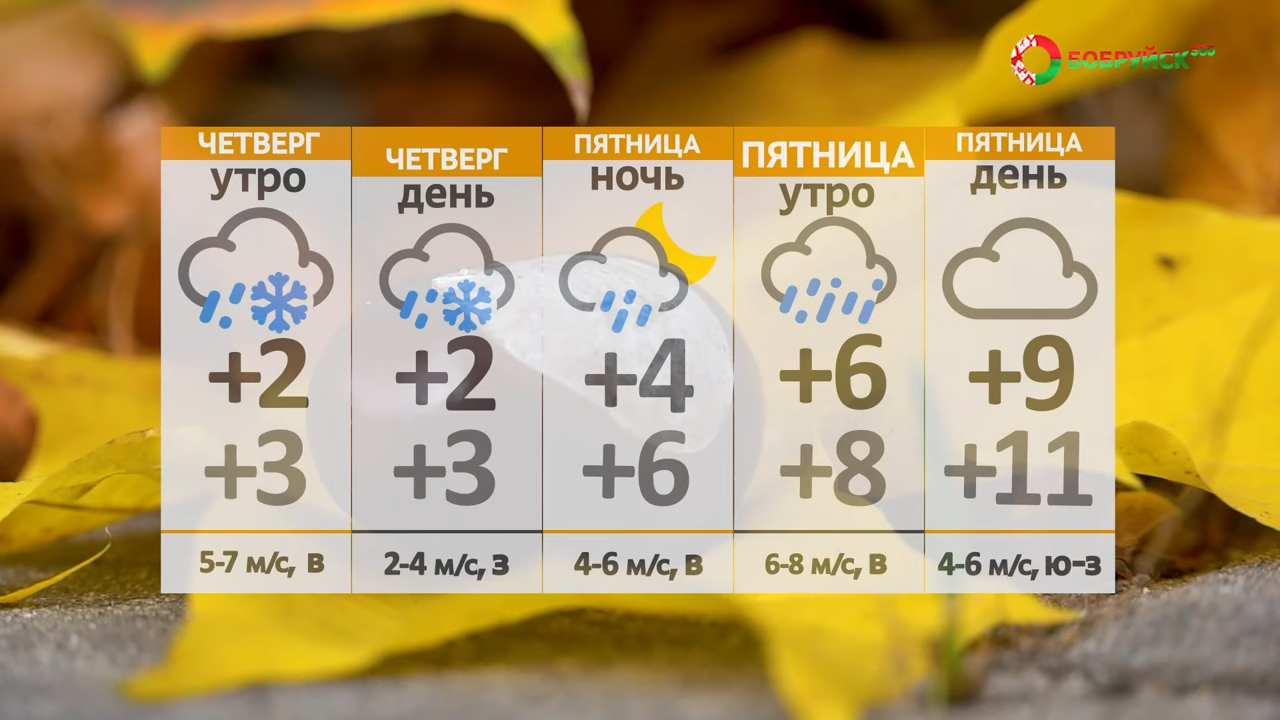 БОБРУЙСК³⁶⁰
ЧЕТВЕРГ
утро
+2
+3
5-7 м/с, В
ЧЕТВЕРГ
день
+2
+3
2-4 м/с, З
ПЯТНИЦА
ночь
+4
+6
4-6 м/с, В
ПЯТНИЦА
утро
+6
+8
6-8 м/с, В
ПЯТНИЦА
день
+9
+11
4-6 м/с, Ю-З